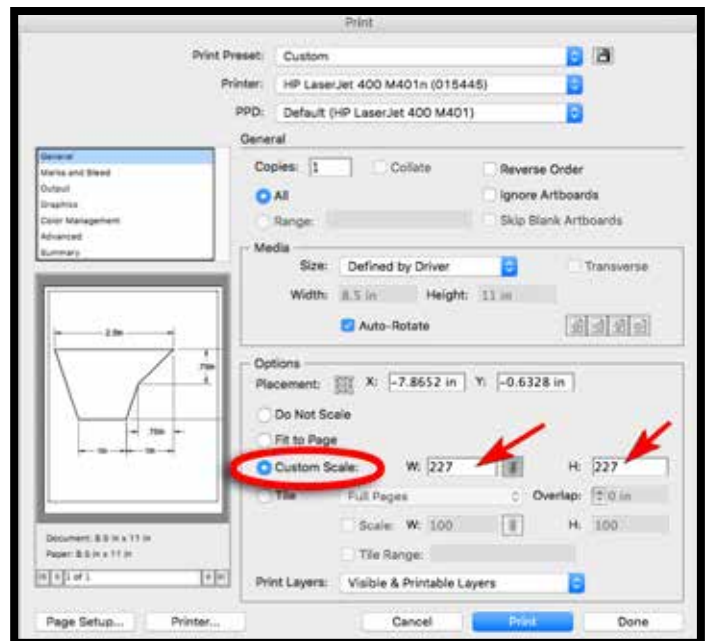 Print
Print Preset: Custom
Printer: HP LaserJet 400 M401n (015445)
PPD: Default (HP LaserJet 400 M401)
General
General
Marks and Bleed
Output
Graphics
Color Management
Advanced
Summary
Copies: 1 Collate Reverse Order
All Ignore Artboards
Range: Skip Blank Artboards
Media
Size: Defined by Driver Transverse
Width: 8.5 in Height: 11 in
Auto-Rotate
Options
Placement: X: -7.8652 in Y: -0.6328 in
Do Not Scale
Fit to Page
Custom Scale: W: 227 H: 227
Tile Full Pages Overlap: 0 in
Scale: W: 100 H: 100
Tile Range:
Print Layers: Visible & Printable Layers
Document: 8.5 in x 11 in
Paper: 8.5 in x 11 in
1 of 1
Page Setup... Printer... Cancel Print Done